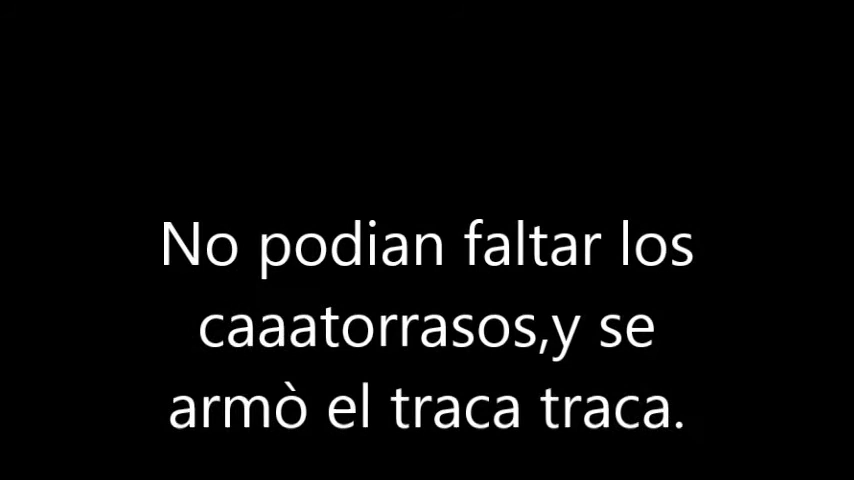 No podian faltar los
caaatorrasos,y se
armò el traca traca.